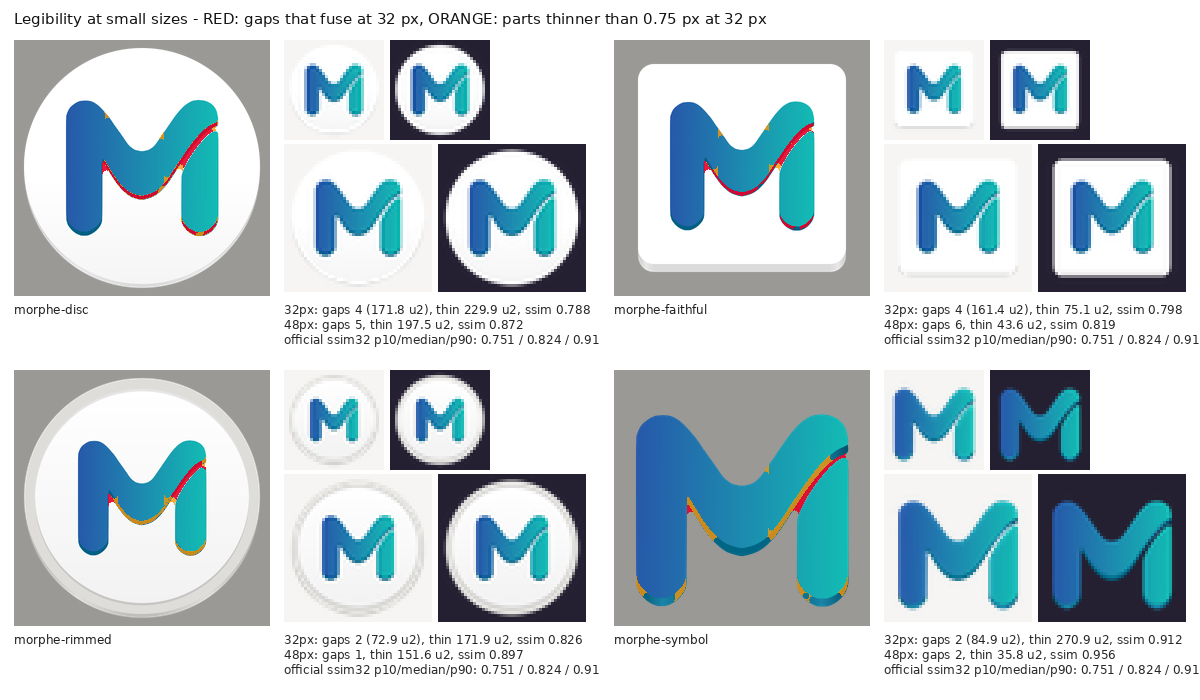 Legibility at small sizes - RED: gaps that fuse at 32 px, ORANGE: parts thinner than 0.75 px at 32 px
morphe-disc
32px: gaps 4 (171.8 u2), thin 229.9 u2, ssim 0.788
48px: gaps 5, thin 197.5 u2, ssim 0.872
official ssim32 p10/median/p90: 0.751 / 0.824 / 0.91
morphe-faithful
32px: gaps 4 (161.4 u2), thin 75.1 u2, ssim 0.798
48px: gaps 6, thin 43.6 u2, ssim 0.819
official ssim32 p10/median/p90: 0.751 / 0.824 / 0.91
morphe-rimmed
32px: gaps 2 (72.9 u2), thin 171.9 u2, ssim 0.826
48px: gaps 1, thin 151.6 u2, ssim 0.897
official ssim32 p10/median/p90: 0.751 / 0.824 / 0.91
morphe-symbol
32px: gaps 2 (84.9 u2), thin 270.9 u2, ssim 0.912
48px: gaps 2, thin 35.8 u2, ssim 0.956
official ssim32 p10/median/p90: 0.751 / 0.824 / 0.91